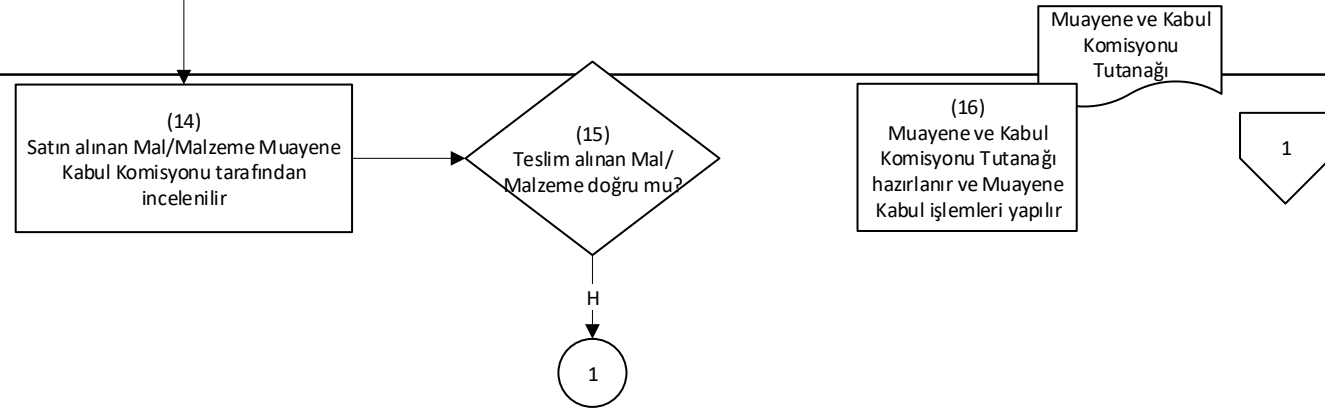 (14)
Satın alınan Mal/Malzeme Muayene
Kabul Komisyonu tarafından
incelenilir
(15)
Teslim alınan Mal/
Malzeme doğru mu?
H
1
Muayene ve Kabul
Komisyonu
Tutanağı
(16)
Muayene ve Kabul
Komisyonu Tutanağı
hazırlanır ve Muayene
Kabul işlemleri yapılır
1